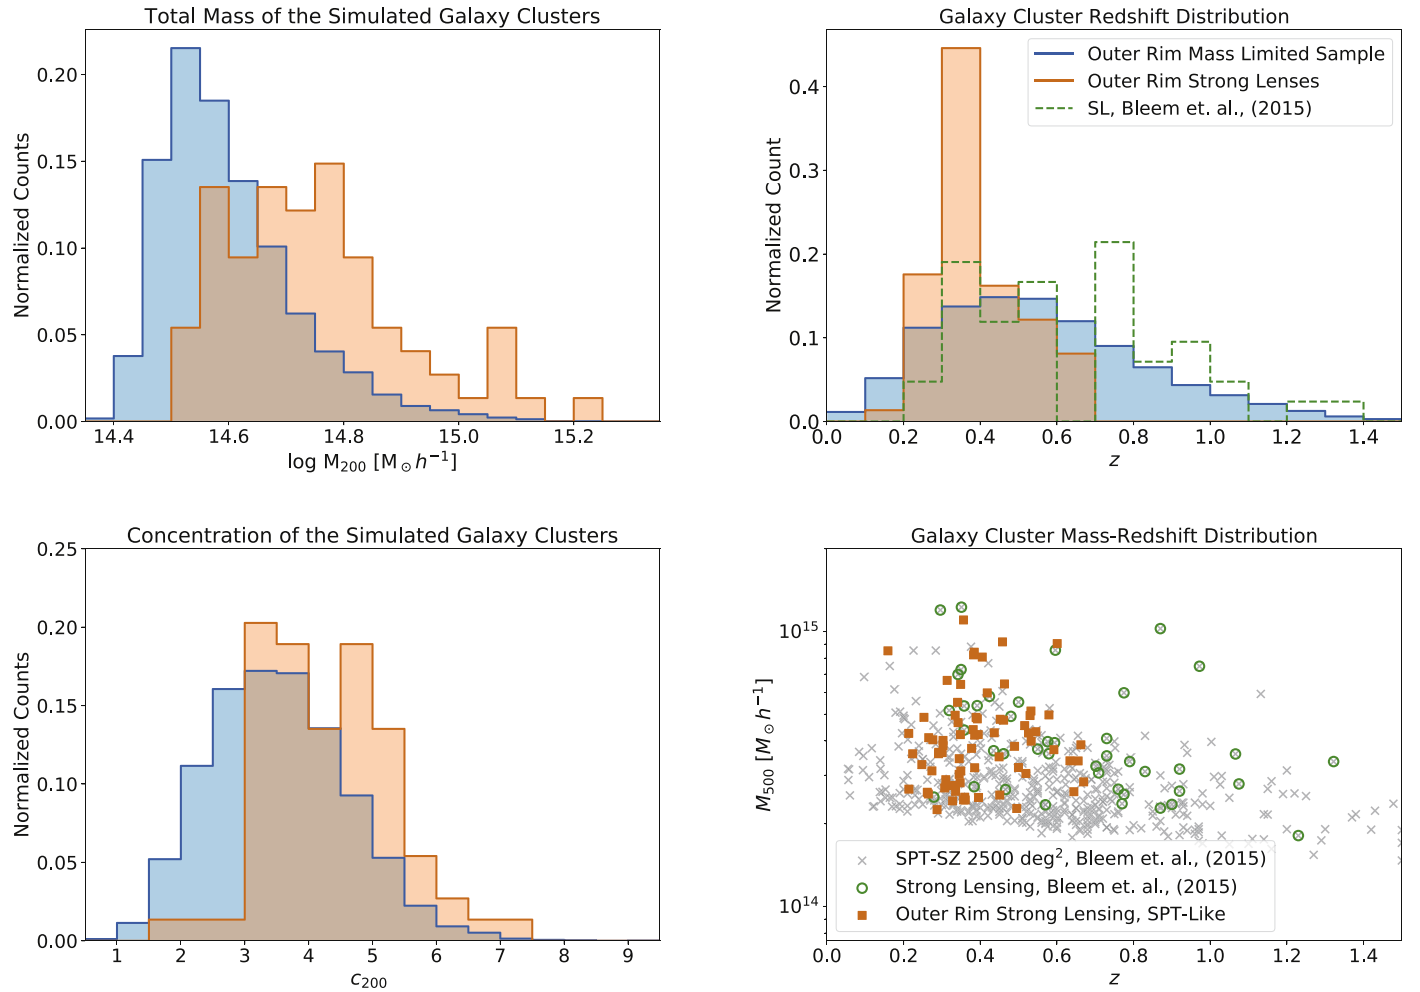 Total Mass of the Simulated Galaxy Clusters
Normalized Counts
0.20
0.15
0.10
0.05
0.00
14.4 14.6 14.8 15.0 15.2
log M₂₀₀ [M⊙h⁻¹]
Galaxy Cluster Redshift Distribution
Outer Rim Mass Limited Sample
Outer Rim Strong Lenses
SL, Bleem et. al., (2015)
Normalized Count
0.4
0.3
0.2
0.1
0.0
0.0 0.2 0.4 0.6 0.8 1.0 1.2 1.4
z
Concentration of the Simulated Galaxy Clusters
Normalized Counts
0.25
0.20
0.15
0.10
0.05
0.00
1 2 3 4 5 6 7 8 9
c₂₀₀
Galaxy Cluster Mass-Redshift Distribution
M₅₀₀ [M⊙h⁻¹]
10¹⁵
10¹⁴
SPT-SZ 2500 deg², Bleem et. al., (2015)
Strong Lensing, Bleem et. al., (2015)
Outer Rim Strong Lensing, SPT-Like
0.0 0.2 0.4 0.6 0.8 1.0 1.2 1.4
z